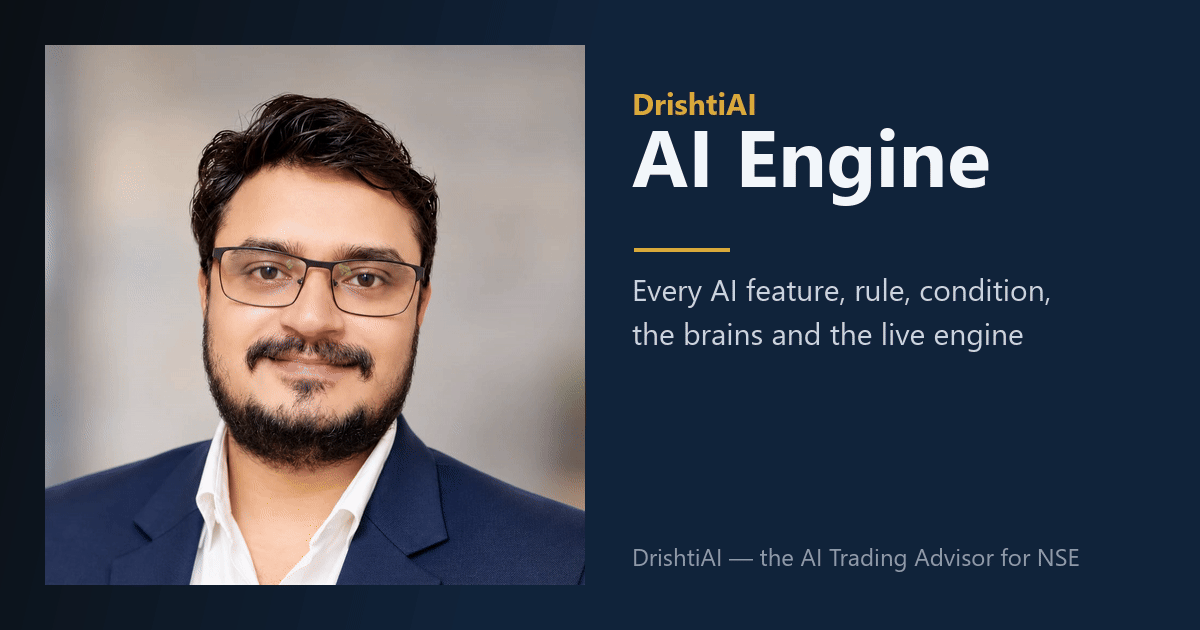 DrishtiAI
AI Engine
Every AI feature, rule, condition,
the brains and the live engine
DrishtiAI — the AI Trading Advisor for NSE